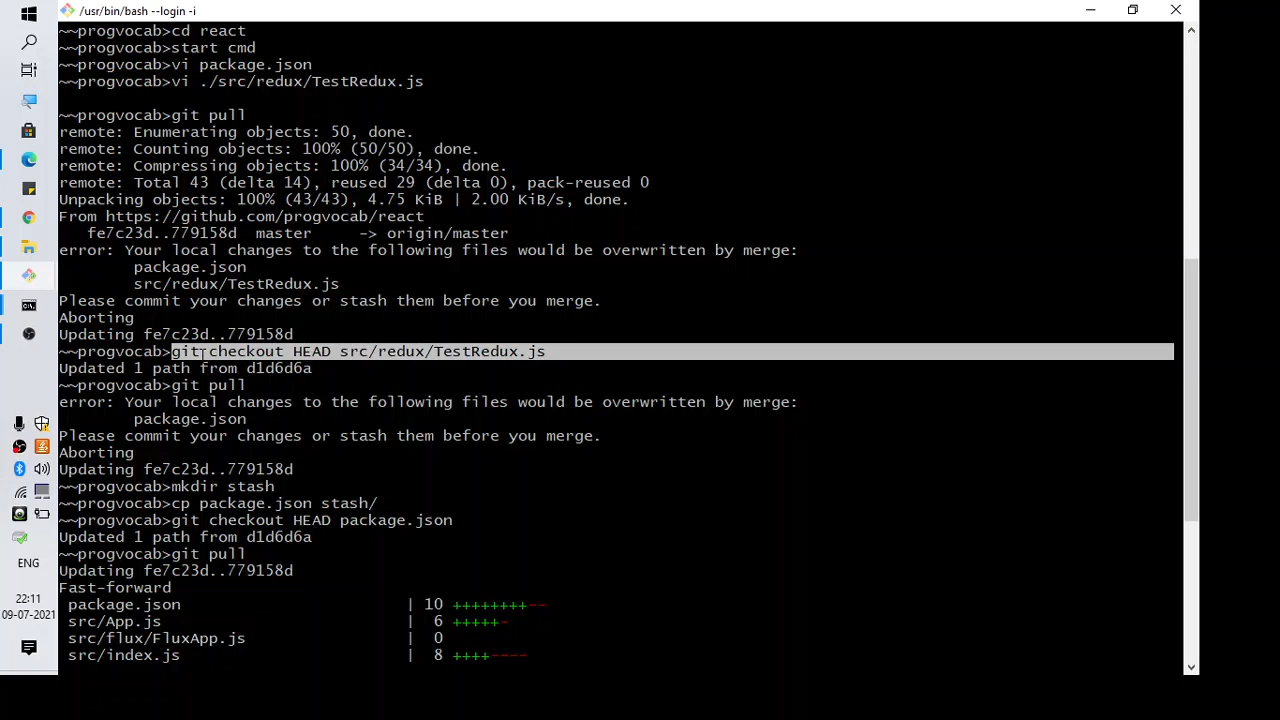 /usr/bin/bash --login -i
~~progvocab>cd react
~~progvocab>start cmd
~~progvocab>vi package.json
~~progvocab>vi ./src/redux/TestRedux.js
~~progvocab>git pull
remote: Enumerating objects: 50, done.
remote: Counting objects: 100% (50/50), done.
remote: Compressing objects: 100% (34/34), done.
remote: Total 43 (delta 14), reused 29 (delta 0), pack-reused 0
Unpacking objects: 100% (43/43), 4.75 KiB | 2.00 KiB/s, done.
From https://github.com/progvocab/react
   fe7c23d..779158d  master     -> origin/master
error: Your local changes to the following files would be overwritten by merge:
        package.json
        src/redux/TestRedux.js
Please commit your changes or stash them before you merge.
Aborting
Updating fe7c23d..779158d
~~progvocab>git checkout HEAD src/redux/TestRedux.js
Updated 1 path from d1d6d6a
~~progvocab>git pull
error: Your local changes to the following files would be overwritten by merge:
        package.json
Please commit your changes or stash them before you merge.
Aborting
Updating fe7c23d..779158d
~~progvocab>mkdir stash
~~progvocab>cp package.json stash/
~~progvocab>git checkout HEAD package.json
Updated 1 path from d1d6d6a
~~progvocab>git pull
Updating fe7c23d..779158d
Fast-forward
 package.json                         | 10 ++++++++--
 src/App.js                           |  6 +++++-
 src/flux/FluxApp.js                  |  0
 src/index.js                         |  8 ++++----
ENG
22:11
09-07-2021